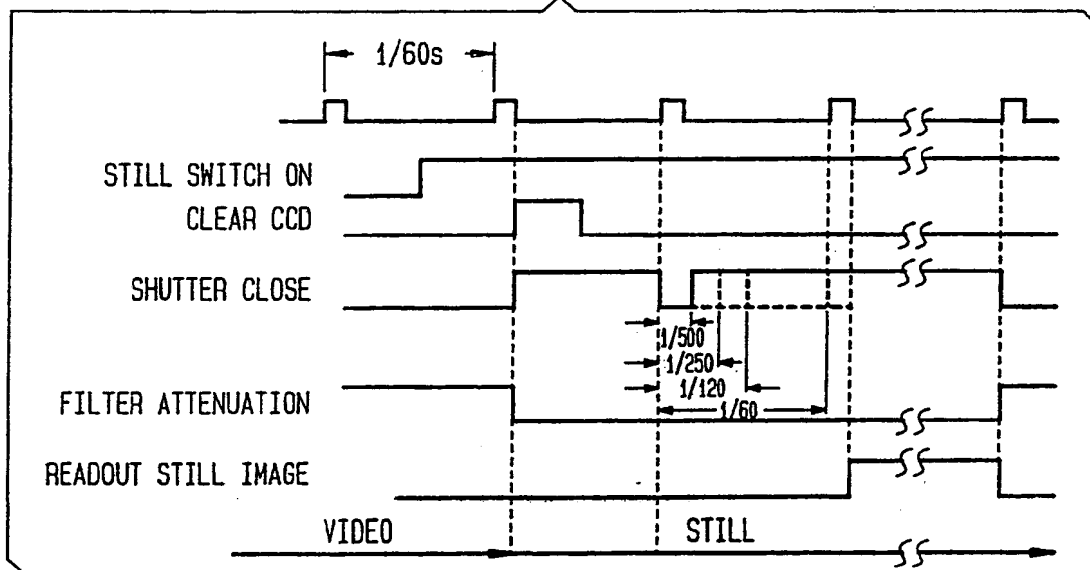 1/60s
STILL SWITCH ON
CLEAR CCD
SHUTTER CLOSE
1/500
1/250
1/120
1/60
FILTER ATTENUATION
READOUT STILL IMAGE
VIDEO STILL